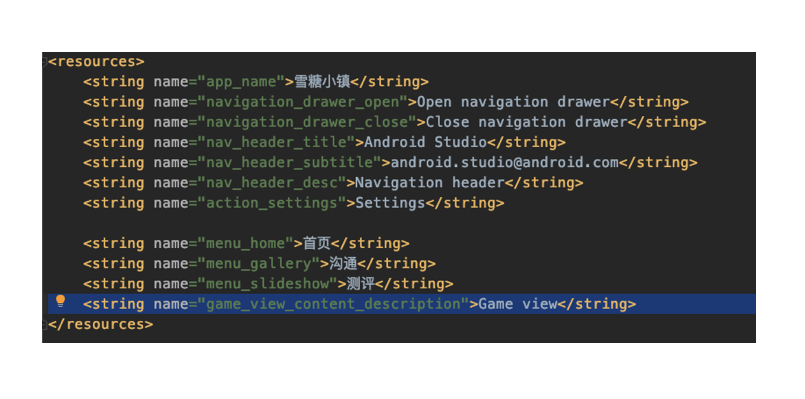 <resources>
<string name="app_name">雪糖小镇</string>
<string name="navigation_drawer_open">Open navigation drawer</string>
<string name="navigation_drawer_close">Close navigation drawer</string>
<string name="nav_header_title">Android Studio</string>
<string name="nav_header_subtitle">android.studio@android.com</string>
<string name="nav_header_desc">Navigation header</string>
<string name="action_settings">Settings</string>
<string name="menu_home">首页</string>
<string name="menu_gallery">沟通</string>
<string name="menu_slideshow">测评</string>
<string name="game_view_content_description">Game view</string>
</resources>